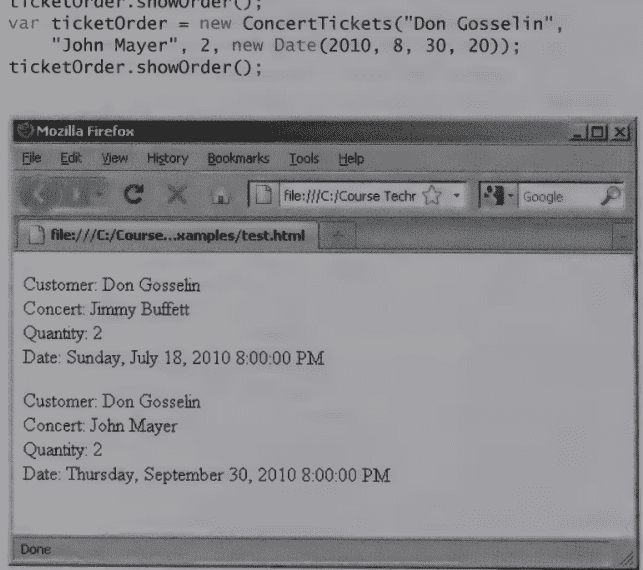 ticketOrder.showOrder();
var ticketOrder = new ConcertTickets("Don Gosselin",
"John Mayer", 2, new Date(2010, 8, 30, 20));
ticketOrder.showOrder();
Mozilla Firefox
File Edit View History Bookmarks Tools Help
file:///C:/Course Techr
Google
file:///C:/Course...xamples/test.html
Customer: Don Gosselin
Concert: Jimmy Buffett
Quantity: 2
Date: Sunday, July 18, 2010 8:00:00 PM
Customer: Don Gosselin
Concert: John Mayer
Quantity: 2
Date: Thursday, September 30, 2010 8:00:00 PM
Done